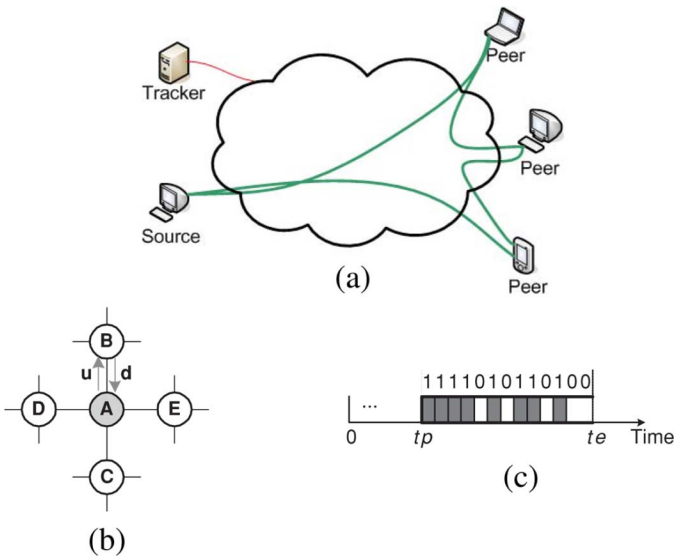 Peer
Tracker
Peer
Source
Peer
(a)
B
u d
D A E
C
(b)
1111010110100
...
0 tp te Time
(c)